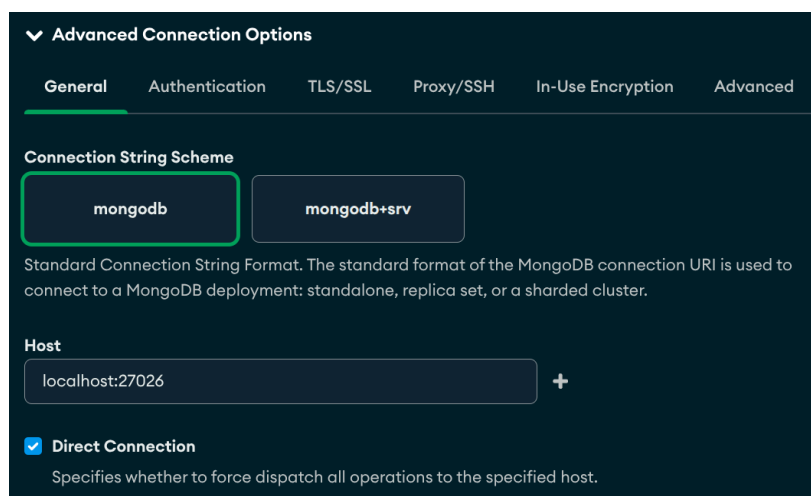 Advanced Connection Options
General Authentication TLS/SSL Proxy/SSH In-Use Encryption Advanced
Connection String Scheme
mongodb mongodb+srv
Standard Connection String Format. The standard format of the MongoDB connection URI is used to
connect to a MongoDB deployment: standalone, replica set, or a sharded cluster.
Host
localhost:27026
Direct Connection
Specifies whether to force dispatch all operations to the specified host.